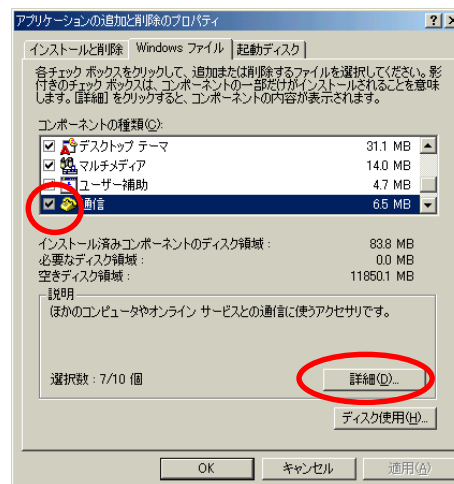 アプリケーションの追加と削除のプロパティ
インストールと削除 Windows ファイル 起動ディスク
各チェック ボックスをクリックして、追加または削除するファイルを選択してください。影
付きのチェック ボックスは、コンポーネントの一部だけがインストールされることを意味
します。[詳細] をクリックすると、コンポーネントの内容が表示されます。
コンポーネントの種類(C):
デスクトップ テーマ 31.1 MB
マルチメディア 14.0 MB
ユーザー補助 4.7 MB
通信 6.5 MB
インストール済みコンポーネントのディスク領域: 83.8 MB
必要なディスク領域: 0.0 MB
空きディスク領域: 11850.1 MB
説明
ほかのコンピュータやオンライン サービスとの通信に使うアクセサリです。
選択数:7/10 個
詳細(D)...
ディスク使用(H)...
OK キャンセル 適用(A)